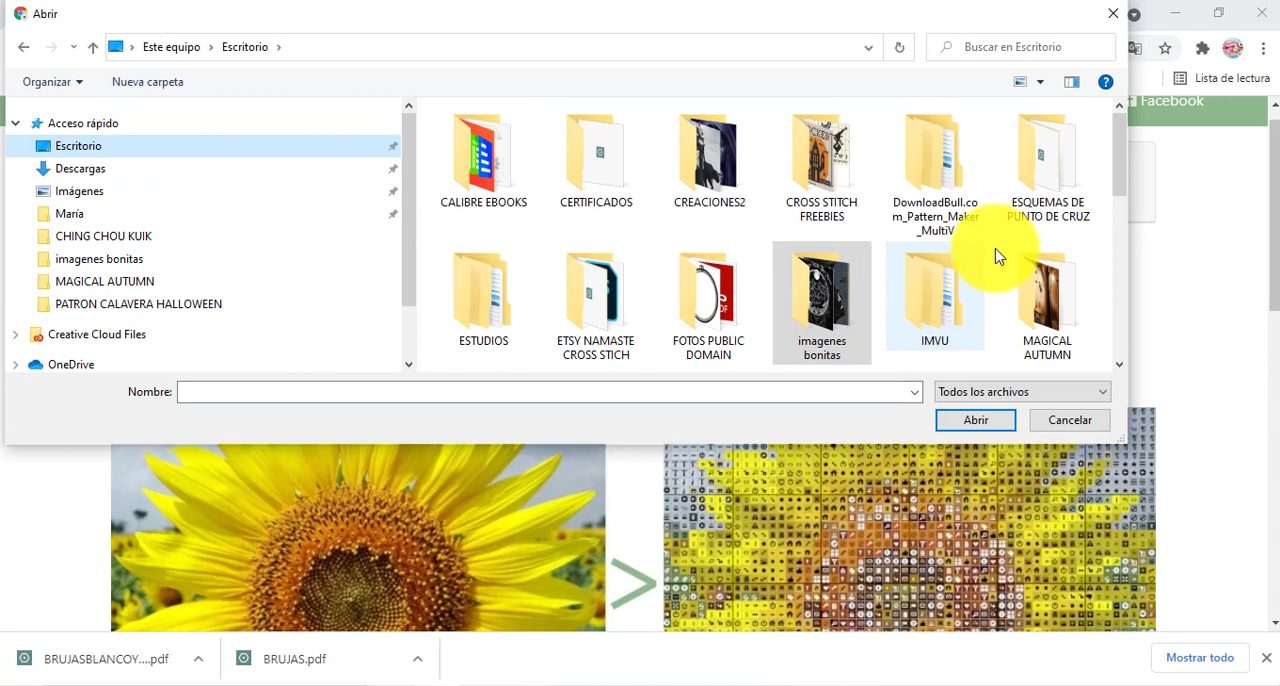 Abrir
Este equipo
Escritorio
Buscar en Escritorio
Organizar
Nueva carpeta
Lista de lectura
Facebook
Acceso rápido
Escritorio
Descargas
Imágenes
María
CHING CHOU KUIK
imagenes bonitas
MAGICAL AUTUMN
PATRON CALAVERA HALLOWEEN
Creative Cloud Files
OneDrive
CALIBRE EBOOKS
CERTIFICADOS
CREACIONES2
CROSS STITCH
FREEBIES
DownloadBull.co
m_Pattern_Maker
_MultiV
ESQUEMAS DE
PUNTO DE CRUZ
ESTUDIOS
ETSY NAMASTE
CROSS STICH
FOTOS PUBLIC
DOMAIN
imagenes
bonitas
IMVU
MAGICAL
AUTUMN
Nombre:
Todos los archivos
Abrir
Cancelar
BRUJASBLANCOY....pdf
BRUJAS.pdf
Mostrar todo